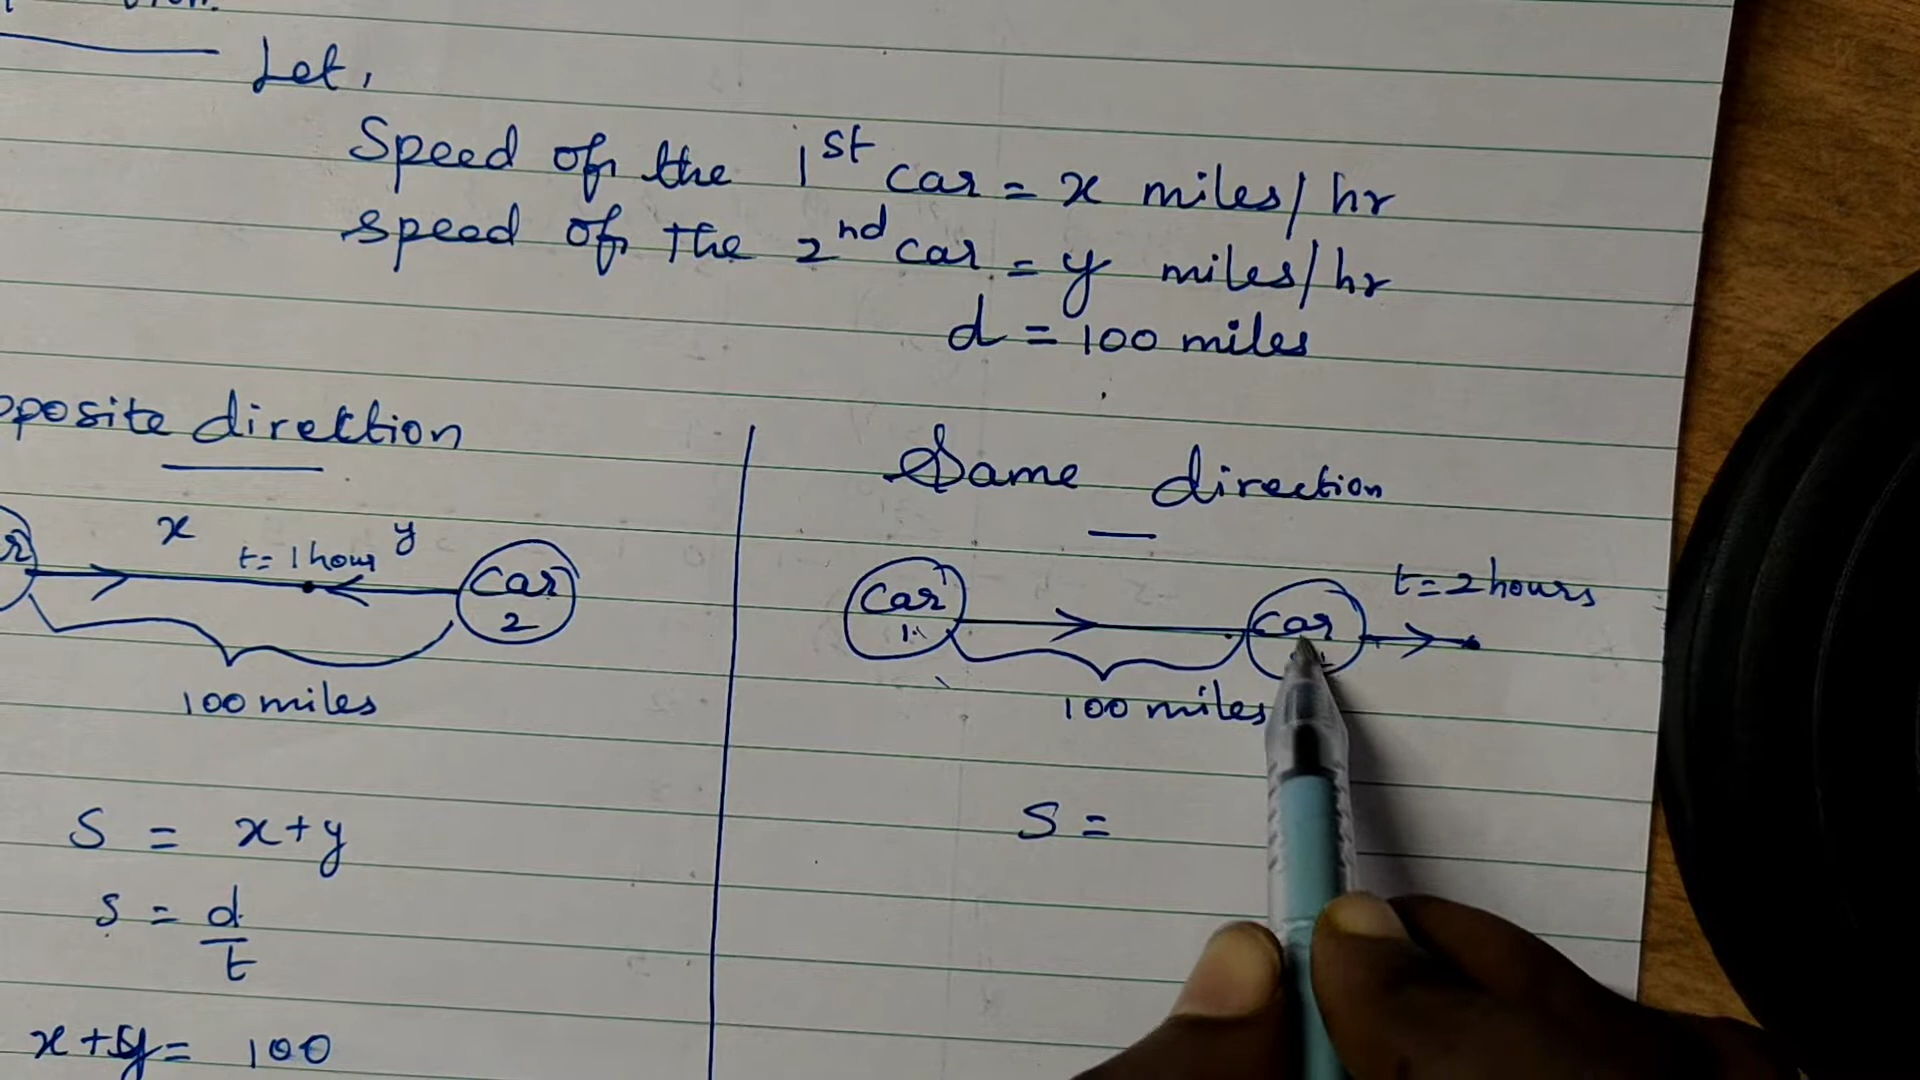 Let,
Speed of the 1st car = x miles/hr
speed of the 2nd car = y miles/hr
d = 100 miles
pposite direction
Same direction
x t = 1 hour y
car 2
100 miles
Car 1
car
t = 2 hours
100 miles
S = x+y
s = d/t
x+y = 100
S =